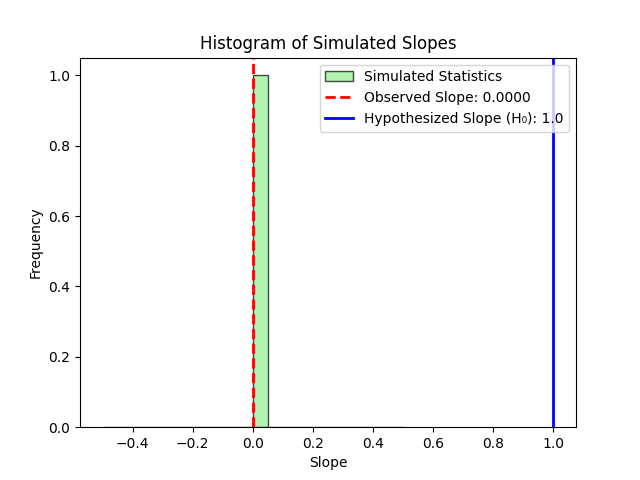 Histogram of Simulated Slopes
Simulated Statistics
Observed Slope: 0.0000
Hypothesized Slope (H₀): 1.0
Frequency
1.0
0.8
0.6
0.4
0.2
0.0
−0.4 −0.2 0.0 0.2 0.4 0.6 0.8 1.0
Slope